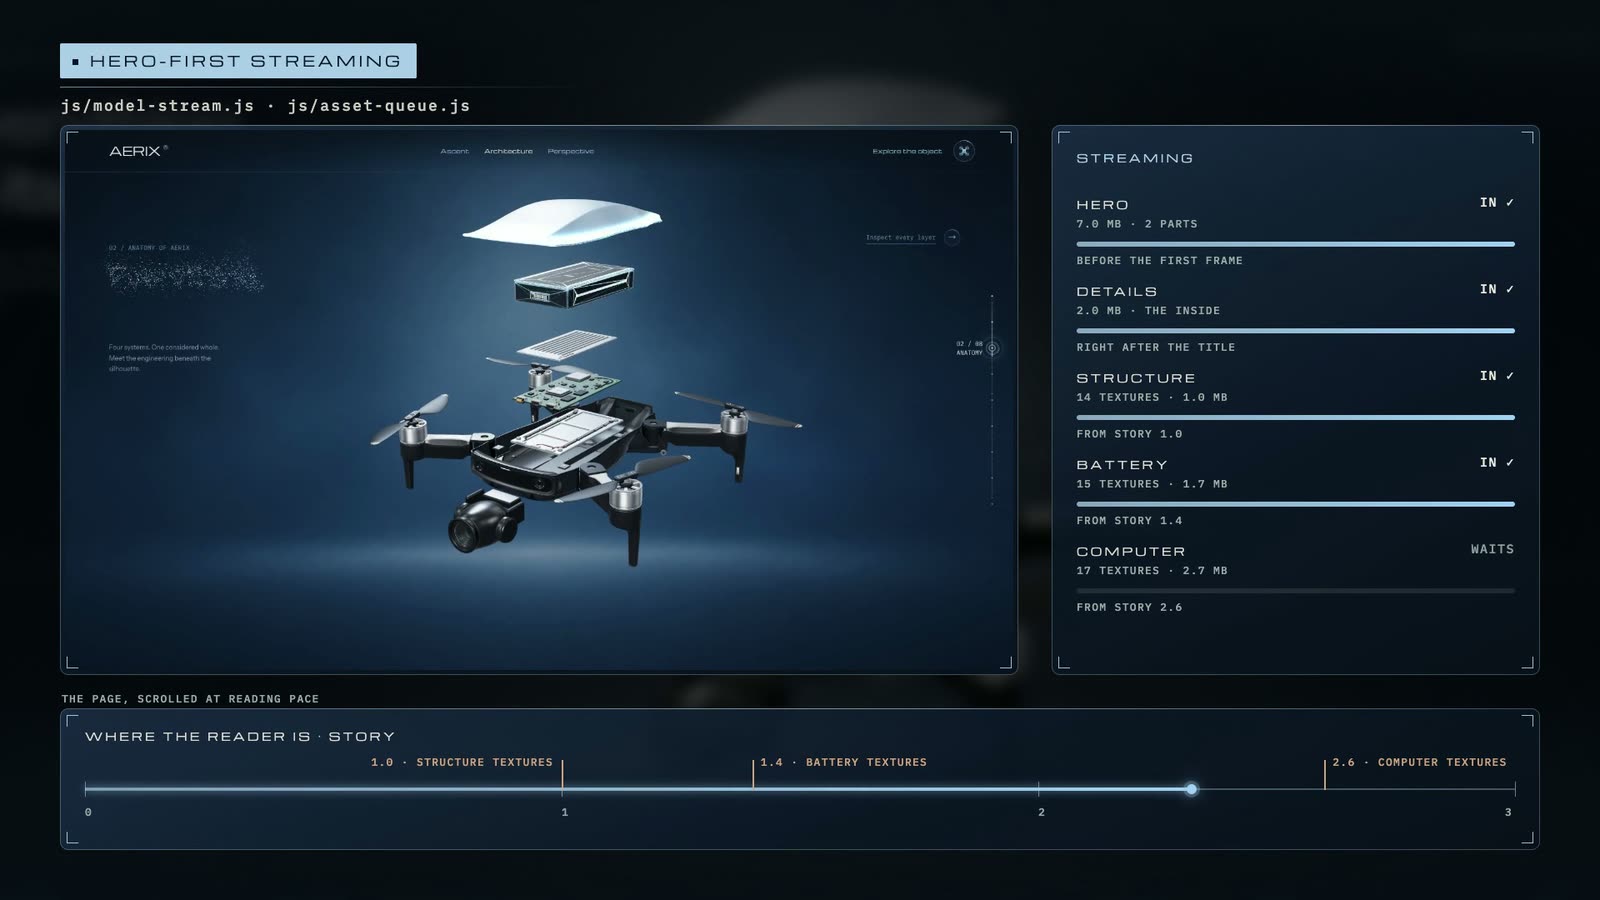 ▪ HERO-FIRST STREAMING
js/model-stream.js · js/asset-queue.js
AERIX®
Ascent Architecture Perspective
Explore the object
02 / ANATOMY OF AERIX
Inspect every layer →
Four systems. One considered whole.
Meet the engineering beneath the
silhouette.
02 / 08
ANATOMY
STREAMING
HERO IN ✓
7.0 MB · 2 PARTS
BEFORE THE FIRST FRAME
DETAILS IN ✓
2.0 MB · THE INSIDE
RIGHT AFTER THE TITLE
STRUCTURE IN ✓
14 TEXTURES · 1.0 MB
FROM STORY 1.0
BATTERY IN ✓
15 TEXTURES · 1.7 MB
FROM STORY 1.4
COMPUTER WAITS
17 TEXTURES · 2.7 MB
FROM STORY 2.6
THE PAGE, SCROLLED AT READING PACE
WHERE THE READER IS · STORY
1.0 · STRUCTURE TEXTURES 1.4 · BATTERY TEXTURES 2.6 · COMPUTER TEXTURES
0 1 2 3